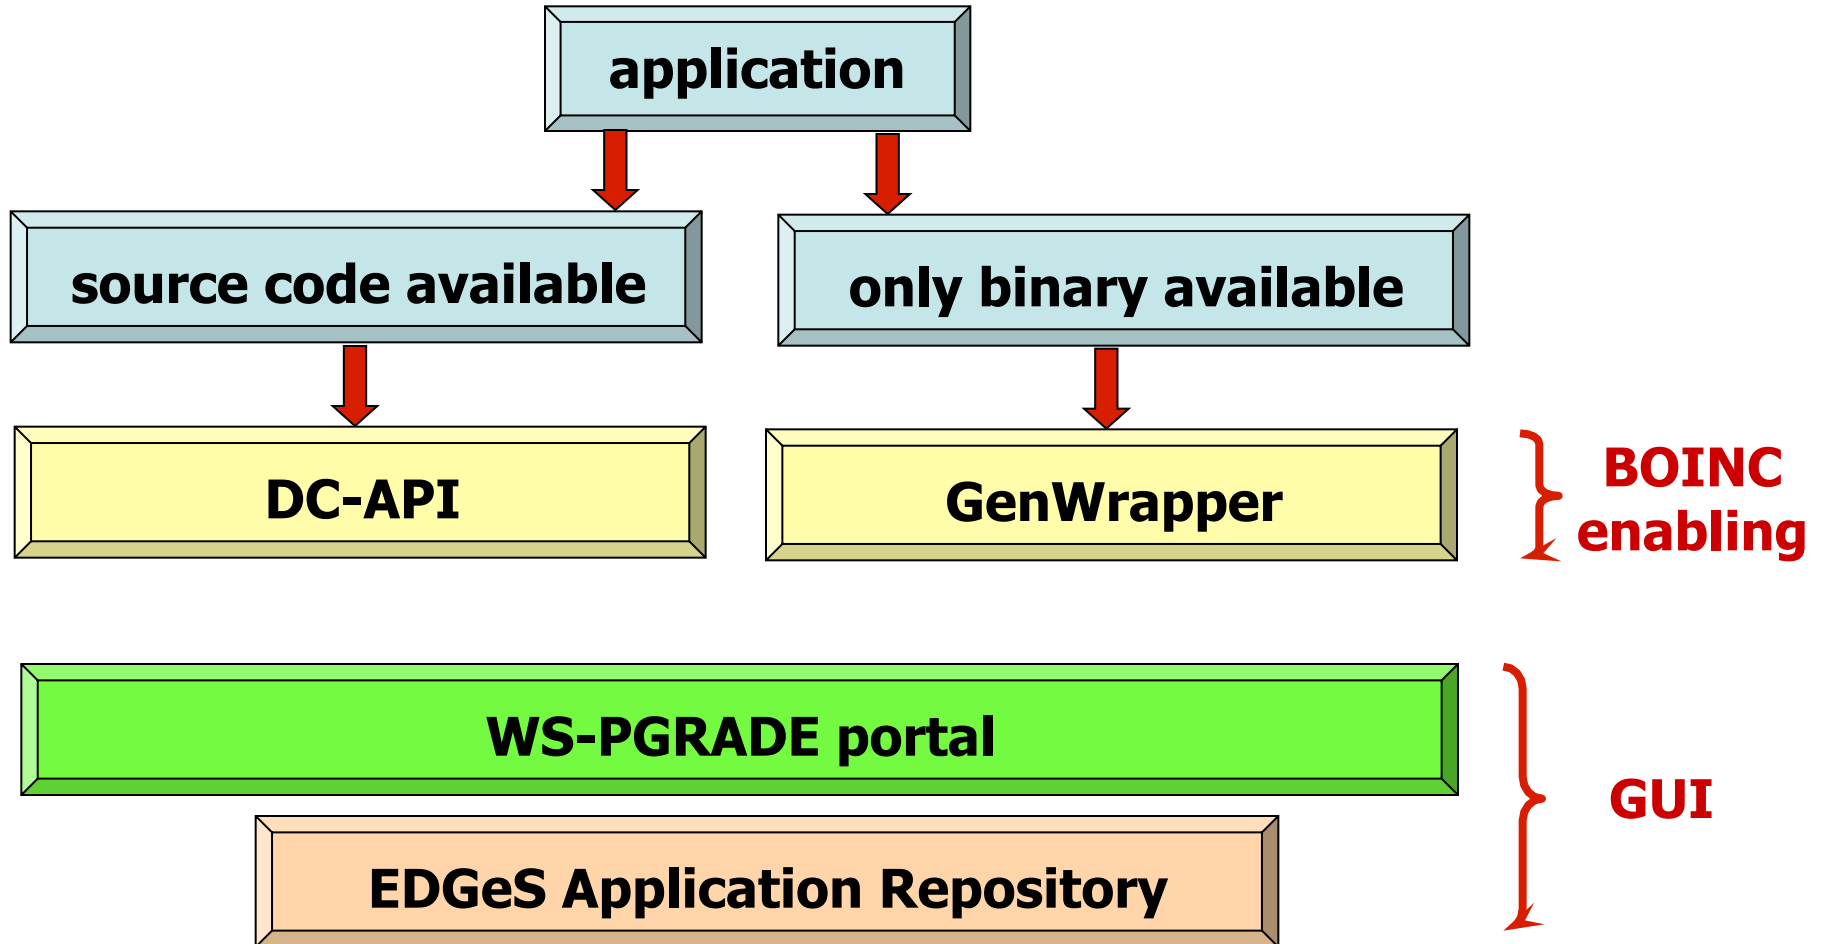 application
source code available
only binary available
DC-API
GenWrapper
BOINC
enabling
WS-PGRADE portal
GUI
EDGeS Application Repository